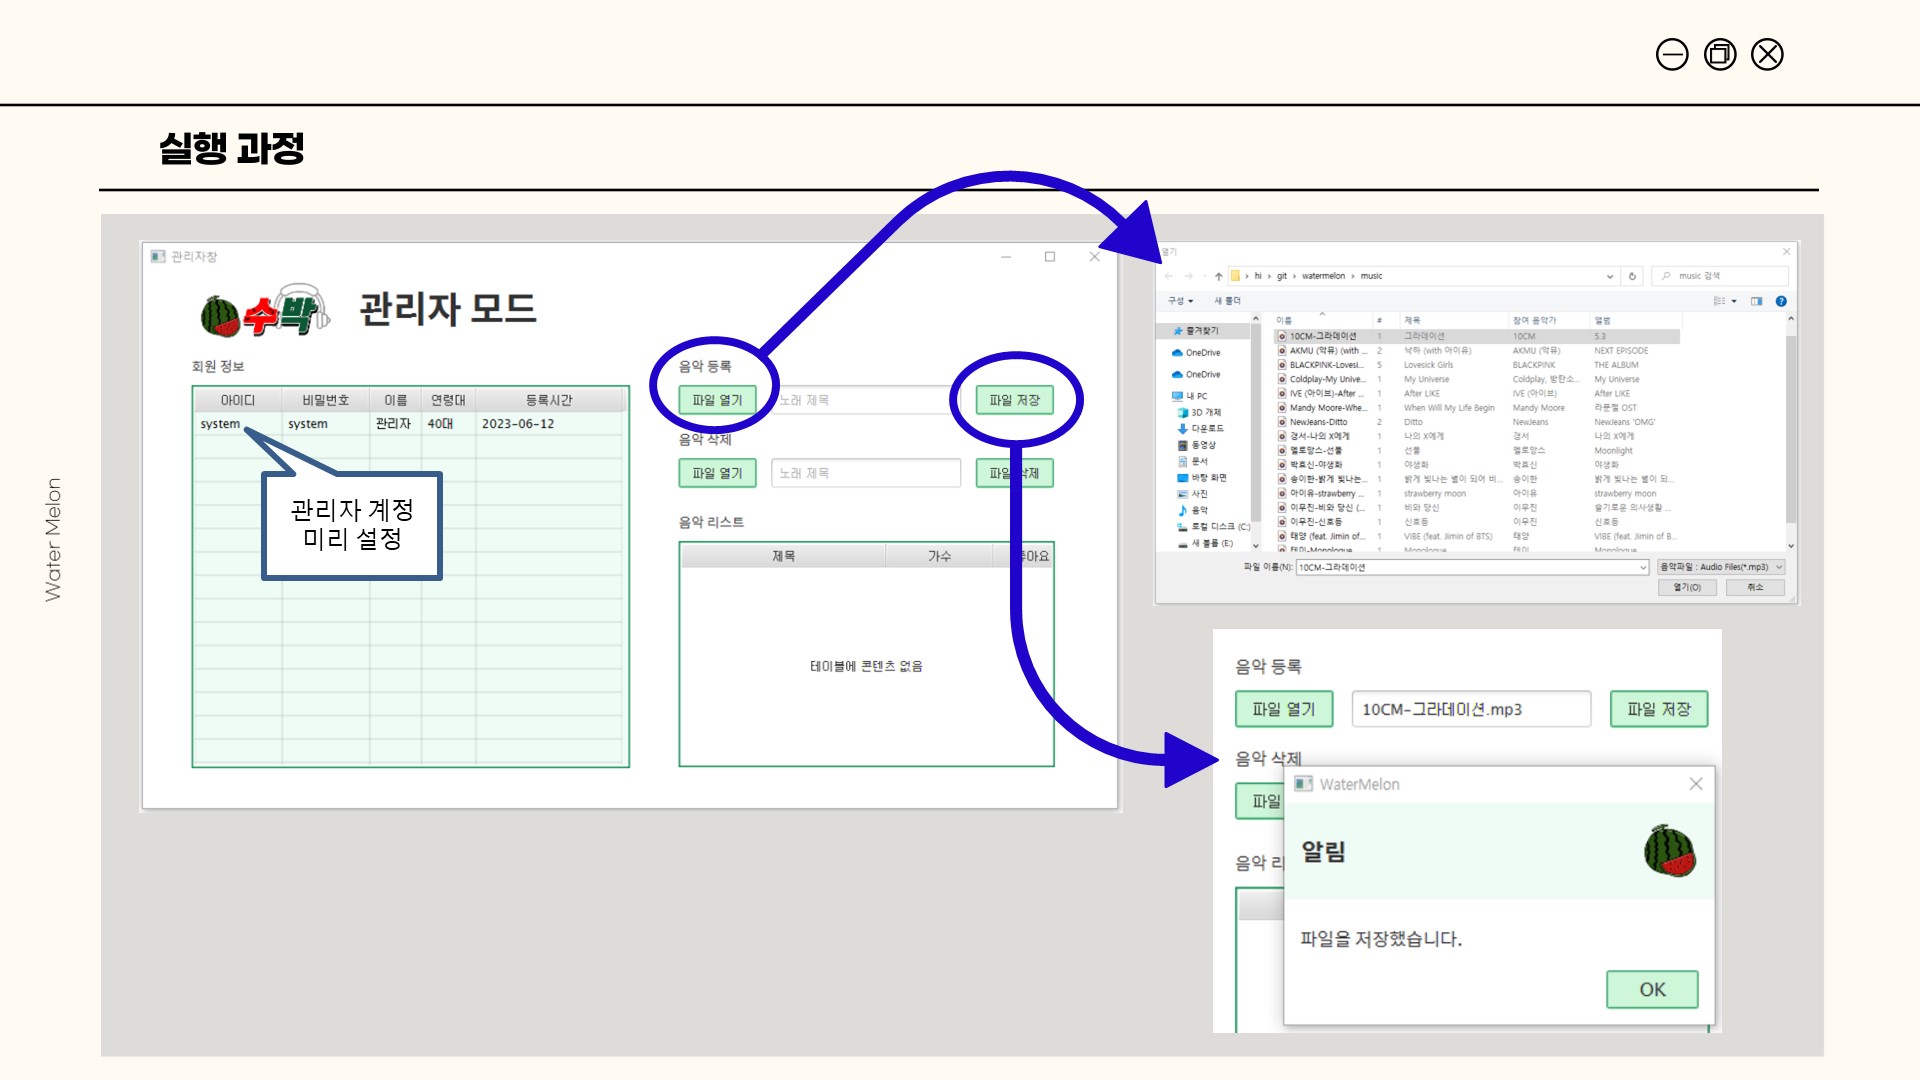 실행 과정
Water Melon
관리자창
수박
관리자 모드
회원 정보
아이디 비밀번호 이름 연령대 등록시간
system system 관리자 40대 2023-06-12
관리자 계정
미리 설정
음악 등록
파일 열기 노래 제목 파일 저장
음악 삭제
파일 열기 노래 제목 파일 삭제
음악 리스트
제목 가수 좋아요
테이블에 콘텐츠 없음
열기
hi › git › watermelon › music
music 검색
구성 새 폴더
즐겨찾기
OneDrive
OneDrive
내 PC
3D 개체
다운로드
동영상
문서
바탕 화면
사진
음악
로컬 디스크 (C:)
새 볼륨 (E:)
이름 # 제목 참여 음악가 앨범
10CM-그라데이션 1 그라데이션 10CM 5.3
AKMU (악뮤) (with ... 2 낙하 (with 아이유) AKMU (악뮤) NEXT EPISODE
BLACKPINK-Lovesi... 5 Lovesick Girls BLACKPINK THE ALBUM
Coldplay-My Unive... 1 My Universe Coldplay, 방탄소... My Universe
IVE (아이브)-After ... 1 After LIKE IVE (아이브) After LIKE
Mandy Moore-Whe... 1 When Will My Life Begin Mandy Moore 라푼젤 OST
NewJeans-Ditto 2 Ditto NewJeans NewJeans 'OMG'
경서-나의 X에게 1 나의 X에게 경서 나의 X에게
멜로망스-선물 1 선물 멜로망스 Moonlight
박효신-야생화 1 야생화 박효신 야생화
송이한-밝게 빛나는... 1 밝게 빛나는 별이 되어 비... 송이한 밝게 빛나는 별이 되...
아이유-strawberry ... 1 strawberry moon 아이유 strawberry moon
이무진-비와 당신 (... 1 비와 당신 이무진 슬기로운 의사생활 ...
이무진-신호등 1 신호등 이무진 신호등
태양 (feat. Jimin of... 1 VIBE (feat. Jimin of BTS) 태양 VIBE (feat. Jimin of B...
테이-Monologue 1 Monologue 테이 Monologue
파일 이름(N): 10CM-그라데이션 음악파일 : Audio Files(*.mp3)
열기(O) 취소
음악 등록
파일 열기 10CM-그라데이션.mp3 파일 저장
음악 삭제
파일
음악 리
WaterMelon
알림
파일을 저장했습니다.
OK